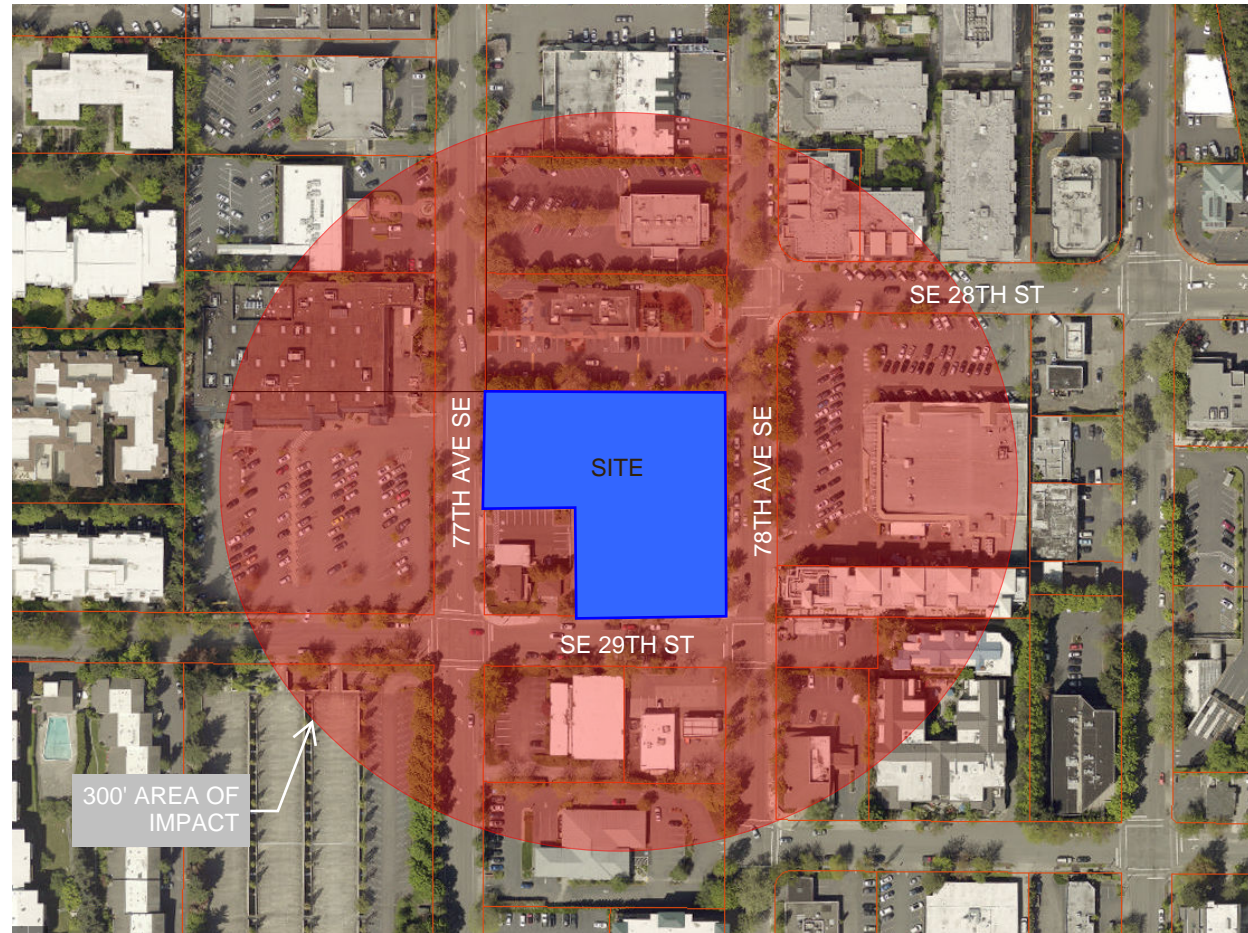 SE 28TH ST
77TH AVE SE
SITE
78TH AVE SE
SE 29TH ST
300' AREA OF
IMPACT